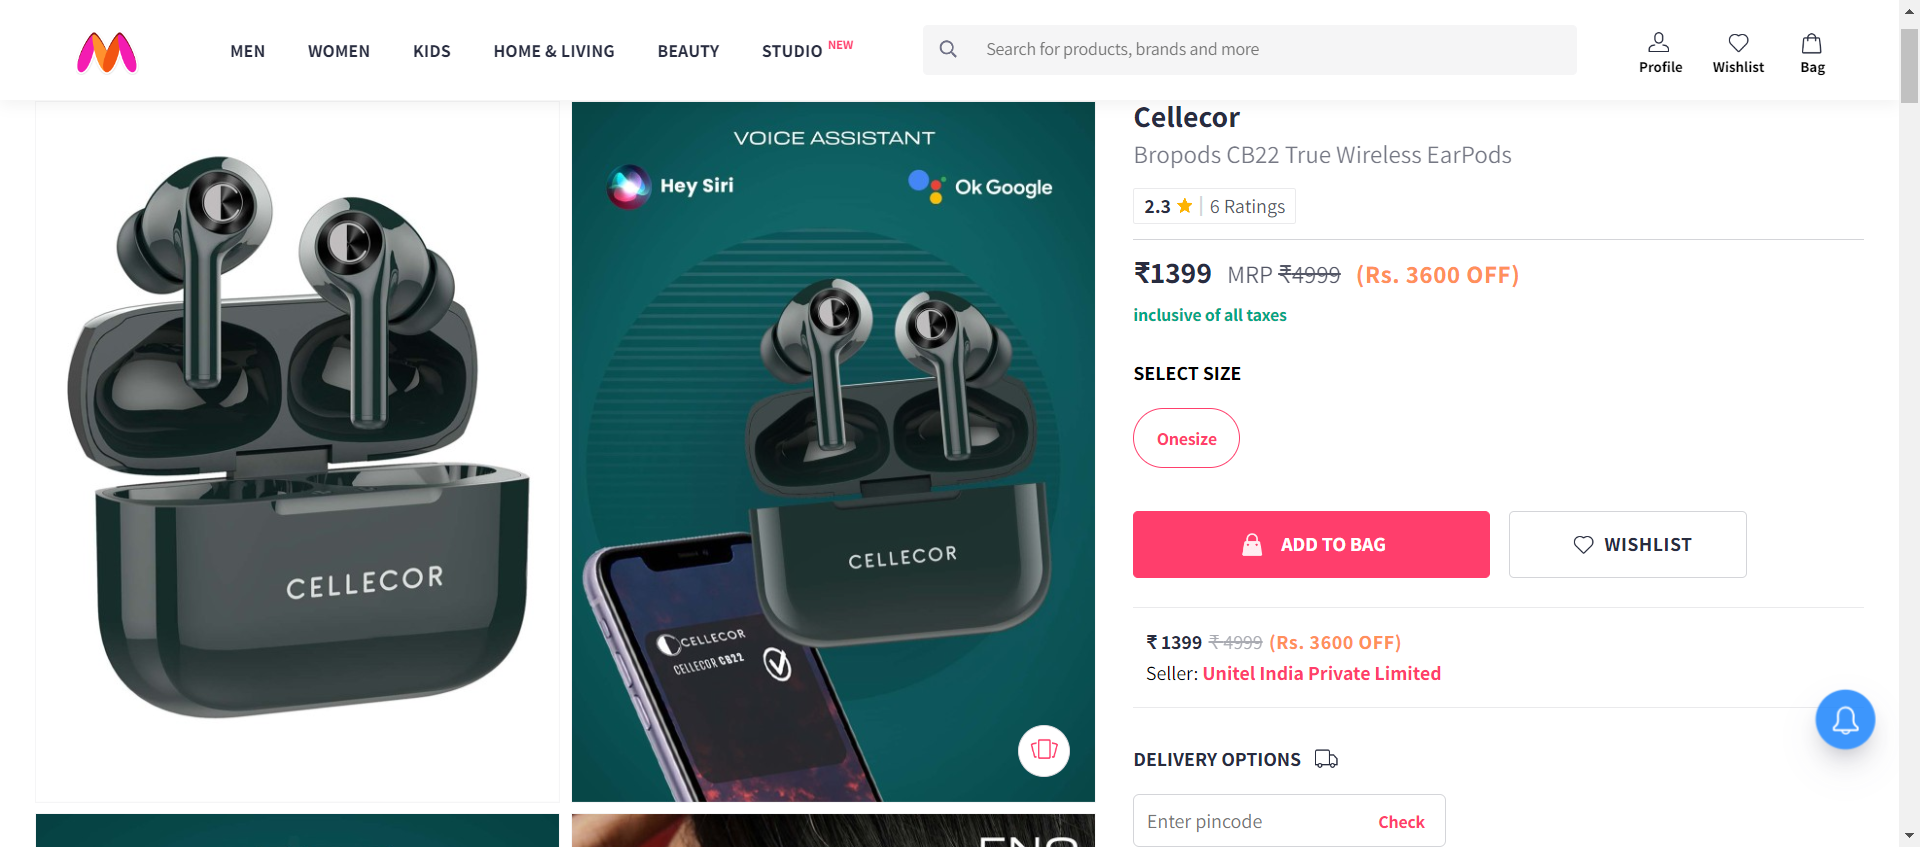 MEN
WOMEN
KIDS
HOME & LIVING
BEAUTY
STUDIO NEW
Search for products, brands and more
Profile
Wishlist
Bag
CELLECOR
VOICE ASSISTANT
Hey Siri
Ok Google
CELLECOR
CELLECOR
CELLECOR CB22
Cellecor
Bropods CB22 True Wireless EarPods
2.3 | 6 Ratings
₹1399 MRP ₹4999 (Rs. 3600 OFF)
inclusive of all taxes
SELECT SIZE
Onesize
ADD TO BAG
WISHLIST
₹ 1399 ₹ 4999 (Rs. 3600 OFF)
Seller: Unitel India Private Limited
DELIVERY OPTIONS
Enter pincode
Check